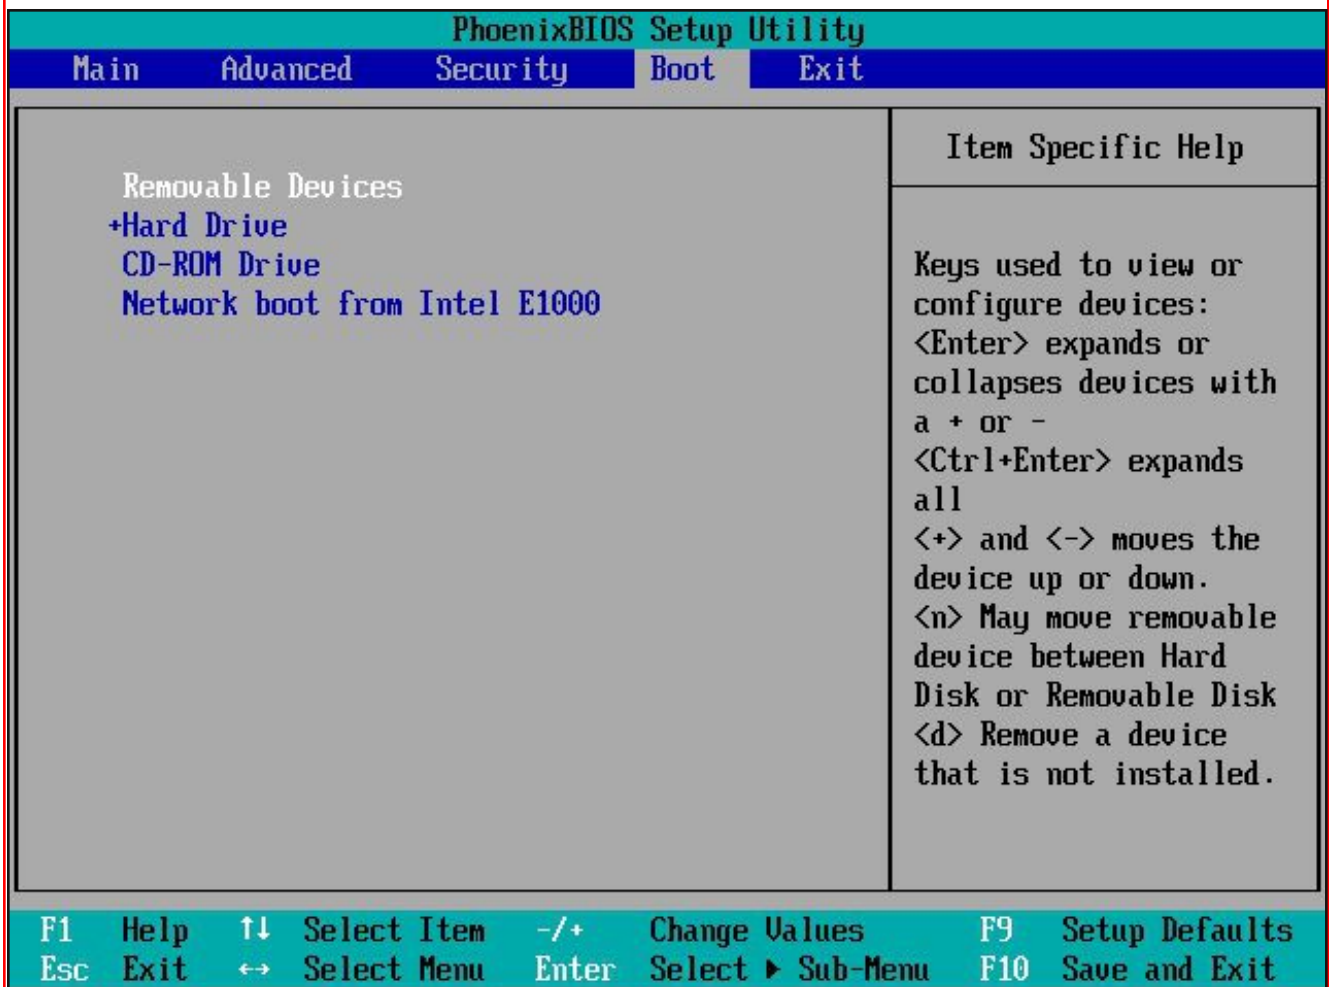 PhoenixBIOS Setup Utility
Main Advanced Security Boot Exit
Removable Devices
+Hard Drive
CD-ROM Drive
Network boot from Intel E1000
Item Specific Help
Keys used to view or
configure devices:
<Enter> expands or
collapses devices with
a + or -
<Ctrl+Enter> expands
all
<+> and <-> moves the
device up or down.
<n> May move removable
device between Hard
Disk or Removable Disk
<d> Remove a device
that is not installed.
F1 Help ↑↓ Select Item -/+ Change Values F9 Setup Defaults
Esc Exit ↔ Select Menu Enter Select ▶ Sub-Menu F10 Save and Exit